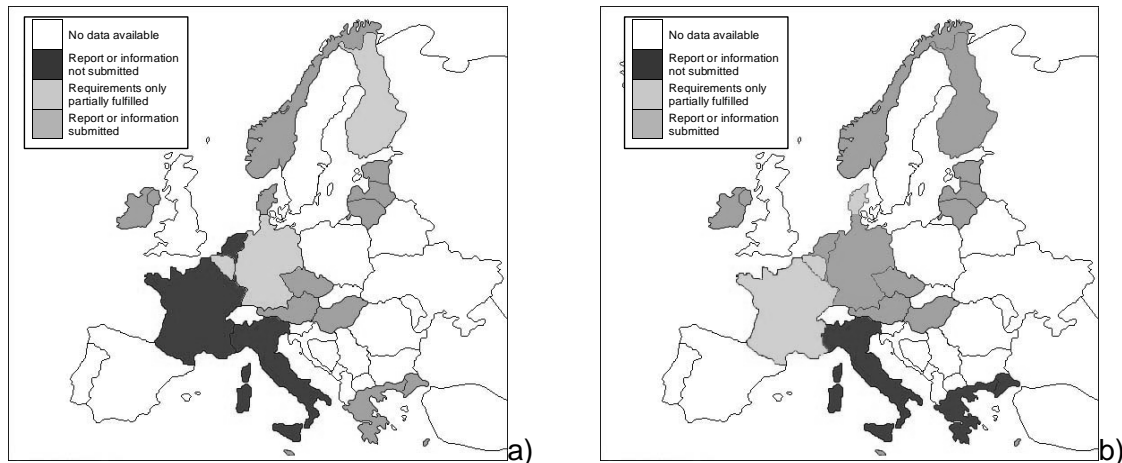 No data available
Report or information
not submitted
Requirements only
partially fulfilled
Report or information
submitted
a)
No data available
Report or information
not submitted
Requirements only
partially fulfilled
Report or information
submitted
b)